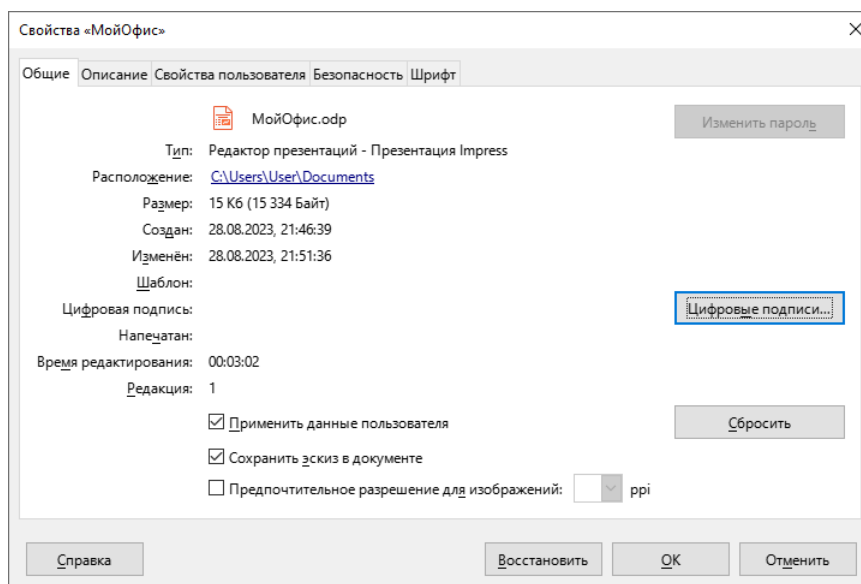 Свойства «МойОфис»
Общие Описание Свойства пользователя Безопасность Шрифт
МойОфис.odp Изменить пароль
Тип: Редактор презентаций - Презентация Impress
Расположение: C:\Users\User\Documents
Размер: 15 Кб (15 334 Байт)
Создан: 28.08.2023, 21:46:39
Изменён: 28.08.2023, 21:51:36
Шаблон:
Цифровая подпись: Цифровые подписи...
Напечатан:
Время редактирования: 00:03:02
Редакция: 1
Применить данные пользователя Сбросить
Сохранить эскиз в документе
Предпочтительное разрешение для изображений: ppi
Справка Восстановить OK Отменить